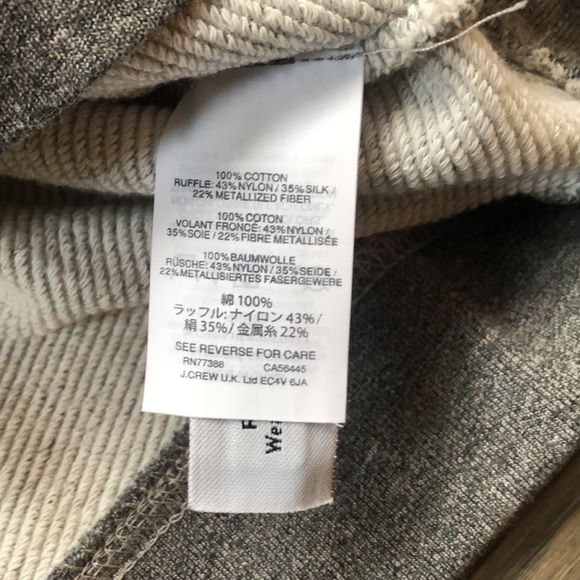 100% COTTON
RUFFLE: 43% NYLON / 35% SILK /
22% METALLIZED FIBER
100% COTON
VOLANT FRONCÉ: 43% NYLON /
35% SOIE / 22% FIBRE METALLISÉE
100% BAUMWOLLE
RÜSCHE: 43% NYLON / 35% SEIDE /
22% METALLISIERTES FASERGEWEBE
綿 100%
ラッフル: ナイロン 43% /
絹 35% / 金属糸 22%
SEE REVERSE FOR CARE
RN77388 CA56445
J.CREW U.K. Ltd EC4V 6JA